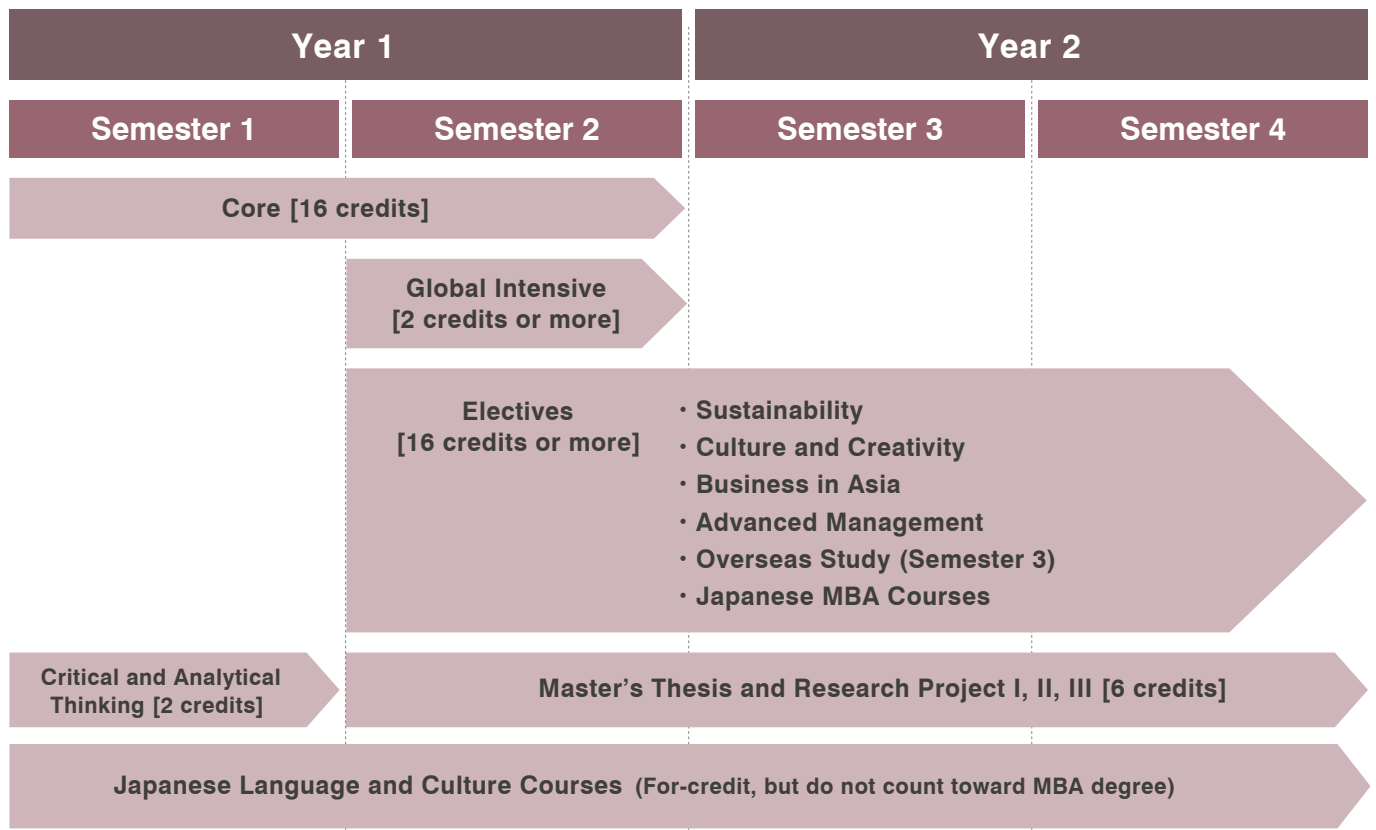 Year 1
Year 2
Semester 1
Semester 2
Semester 3
Semester 4
Core [16 credits]
Global Intensive
[2 credits or more]
Electives
[16 credits or more]
・Sustainability
・Culture and Creativity
・Business in Asia
・Advanced Management
・Overseas Study (Semester 3)
・Japanese MBA Courses
Critical and Analytical
Thinking [2 credits]
Master’s Thesis and Research Project I, II, III [6 credits]
Japanese Language and Culture Courses (For-credit, but do not count toward MBA degree)